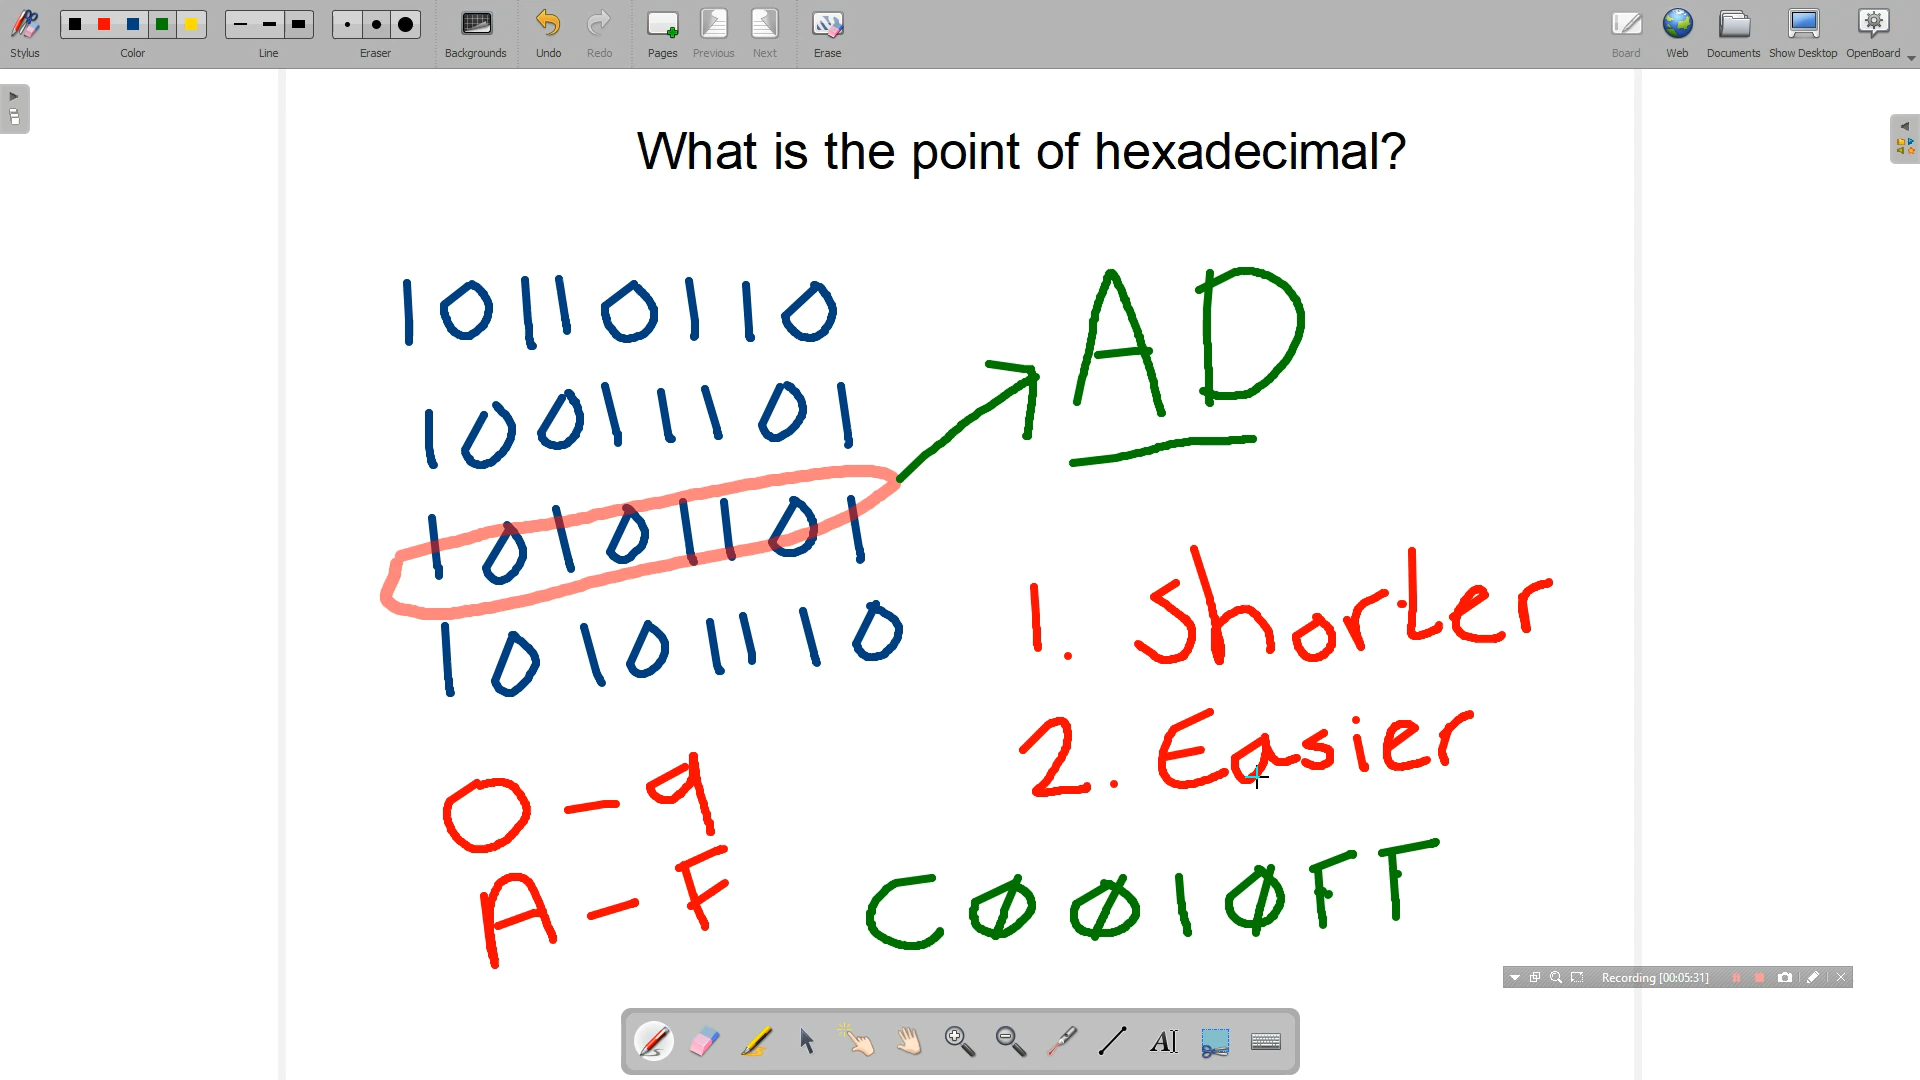 Stylus Color Line Eraser Backgrounds Undo Redo Pages Previous Next Erase Board Web Documents Show Desktop OpenBoard
What is the point of hexadecimal?
10110110
10011101
10101101
10101110
AD
1. Shorter
2. Easier
0-9
A-F
C0010FF
Recording [00:05:31]
AI